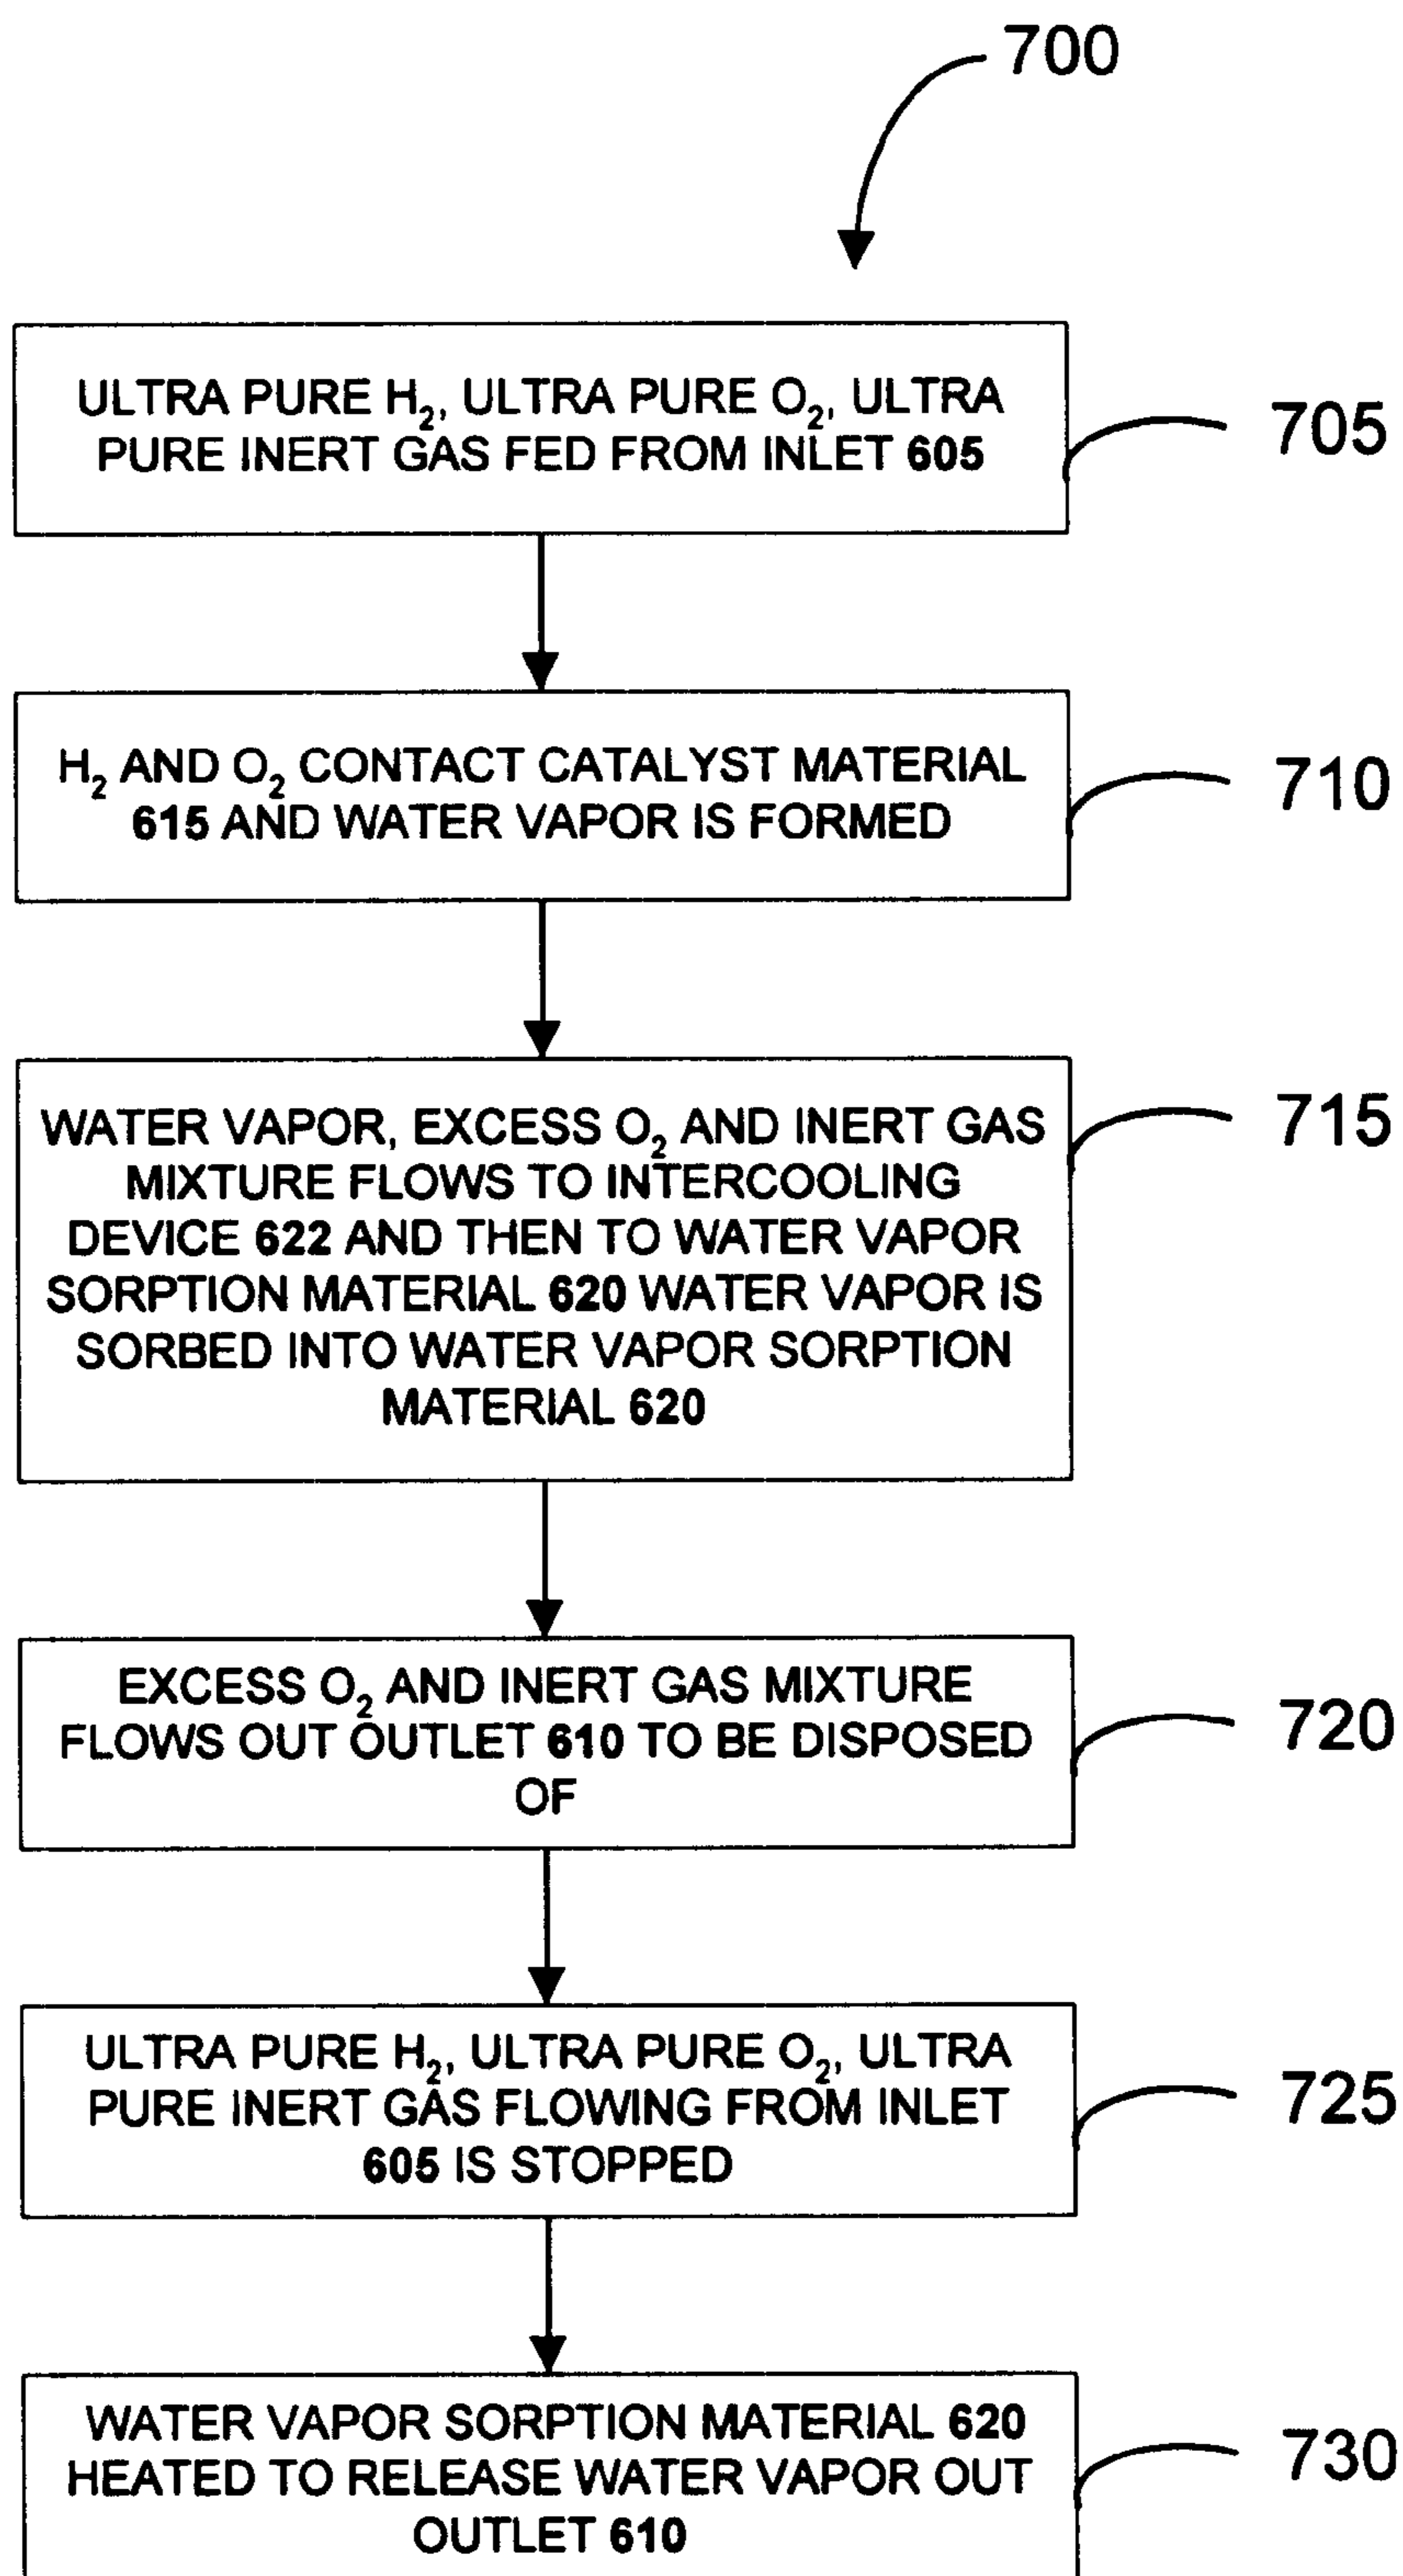 700
ULTRA PURE H₂, ULTRA PURE O₂, ULTRA
PURE INERT GAS FED FROM INLET 605
705
H₂ AND O₂ CONTACT CATALYST MATERIAL
615 AND WATER VAPOR IS FORMED
710
WATER VAPOR, EXCESS O₂ AND INERT GAS
MIXTURE FLOWS TO INTERCOOLING
DEVICE 622 AND THEN TO WATER VAPOR
SORPTION MATERIAL 620 WATER VAPOR IS
SORBED INTO WATER VAPOR SORPTION
MATERIAL 620
715
EXCESS O₂ AND INERT GAS MIXTURE
FLOWS OUT OUTLET 610 TO BE DISPOSED
OF
720
ULTRA PURE H₂, ULTRA PURE O₂, ULTRA
PURE INERT GAS FLOWING FROM INLET
605 IS STOPPED
725
WATER VAPOR SORPTION MATERIAL 620
HEATED TO RELEASE WATER VAPOR OUT
OUTLET 610
730